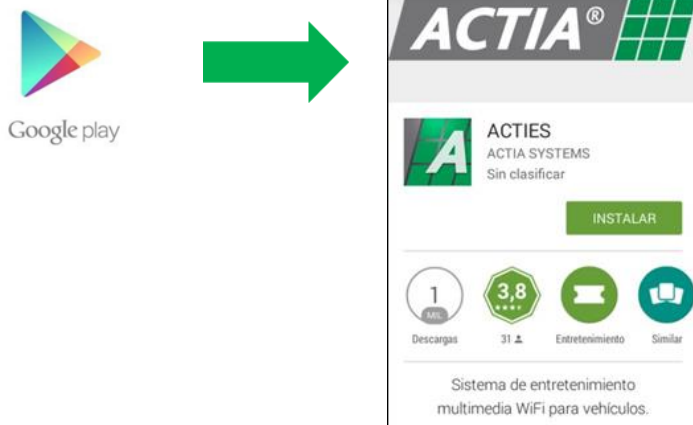 Google play
ACTIA®
A
ACTIES
ACTIA SYSTEMS
Sin clasificar
INSTALAR
1
MIL
3,8
Descargas
31
Entretenimiento
Similar
Sistema de entretenimiento
multimedia WiFi para vehículos.